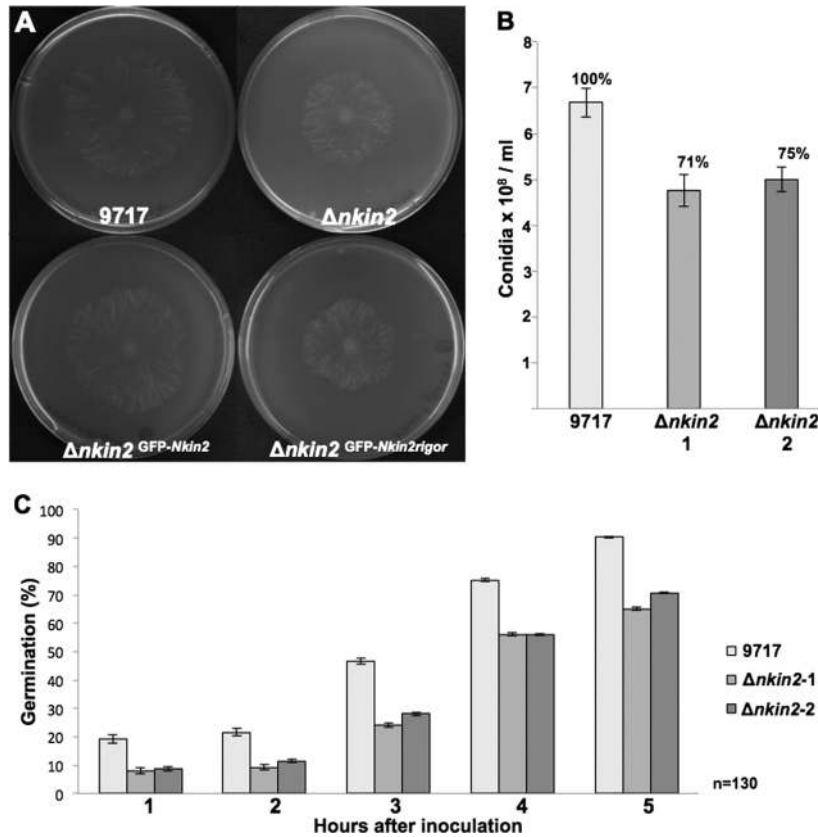 A
9717
Δnkin2
Δnkin2 GFP-Nkin2
Δnkin2 GFP-Nkin2rigor
B
Conidia x 10⁸ / ml
8
7
6
5
4
3
2
1
100%
71%
75%
9717
Δnkin2
1
Δnkin2
2
C
Germination (%)
100
90
80
70
60
50
40
30
20
10
0
1 2 3 4 5
Hours after inoculation
9717
Δnkin2-1
Δnkin2-2
n=130